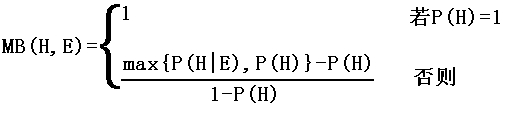 MB(H,E)=
1 若P(H)=1
max{P(H|E),P(H)}-P(H)
1-P(H)
否则